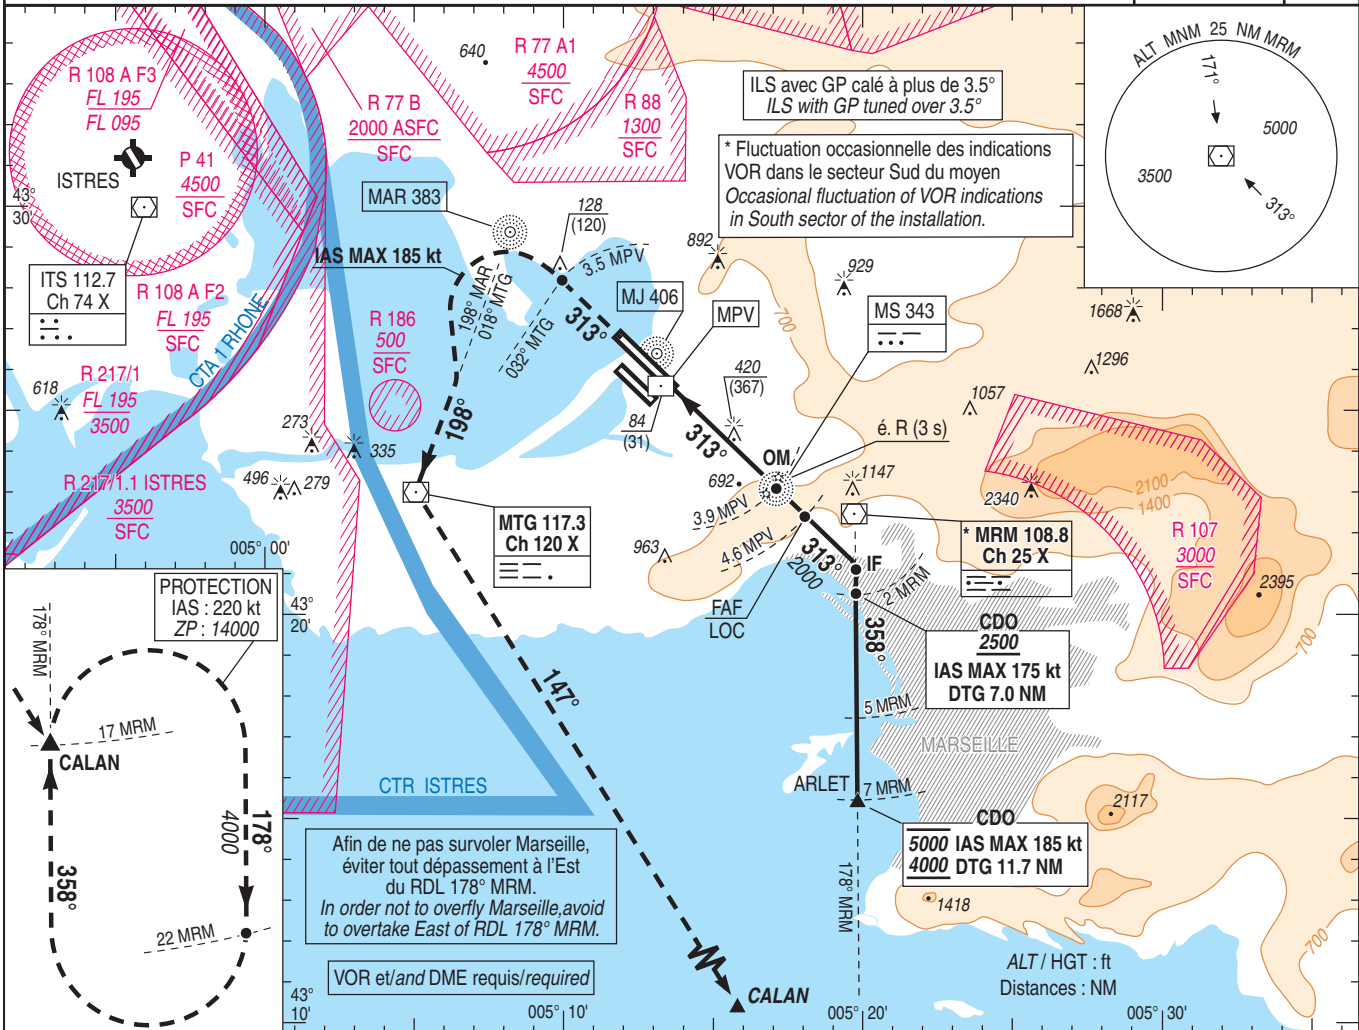 R 108 A F3
FL 195
FL 095
ISTRES
P 41
4500
SFC
43°
30'
ITS 112.7
Ch 74 X
R 108 A F2
FL 195
SFC
CTA 1 RHONE
618
R 217/1
FL 195
3500
R 217/1.1 ISTRES
3500
SFC
273
335
496
279
005° 00'
640
R 77 A1
4500
SFC
R 77 B
2000 ASFC
SFC
R 88
1300
SFC
MAR 383
128
(120)
IAS MAX 185 kt
3.5 MPV
198° MAR
018° MTG
032° MTG
313°
R 186
500
SFC
198°
MJ 406
MPV
84
(31)
420
(367)
892
929
700
ILS avec GP calé à plus de 3.5°
ILS with GP tuned over 3.5°
* Fluctuation occasionnelle des indications
VOR dans le secteur Sud du moyen
Occasional fluctuation of VOR indications
in South sector of the installation.
ALT MNM 25 NM MRM
171°
5000
3500
313°
MS 343
1668
1296
1057
é. R (3 s)
313°
OM
692
1147
3.9 MPV
4.6 MPV
963
2340
2100
1400
R 107
3000
SFC
2395
700
MTG 117.3
Ch 120 X
* MRM 108.8
Ch 25 X
313°
2000
IF
2 MRM
FAF
LOC
358°
CDO
2500
IAS MAX 175 kt
DTG 7.0 NM
5 MRM
MARSEILLE
ARLET
7 MRM
CDO
5000 IAS MAX 185 kt
4000 DTG 11.7 NM
2117
1418
178° MRM
700
147°
CTR ISTRES
PROTECTION
IAS : 220 kt
ZP : 14000
43°
20'
178° MRM
17 MRM
CALAN
178°
4000
358°
22 MRM
Afin de ne pas survoler Marseille,
éviter tout dépassement à l'Est
du RDL 178° MRM.
In order not to overfly Marseille,avoid
to overtake East of RDL 178° MRM.
VOR et/and DME requis/required
CALAN
ALT / HGT : ft
Distances : NM
43°
10'
005° 10'
005° 20'
005° 30'